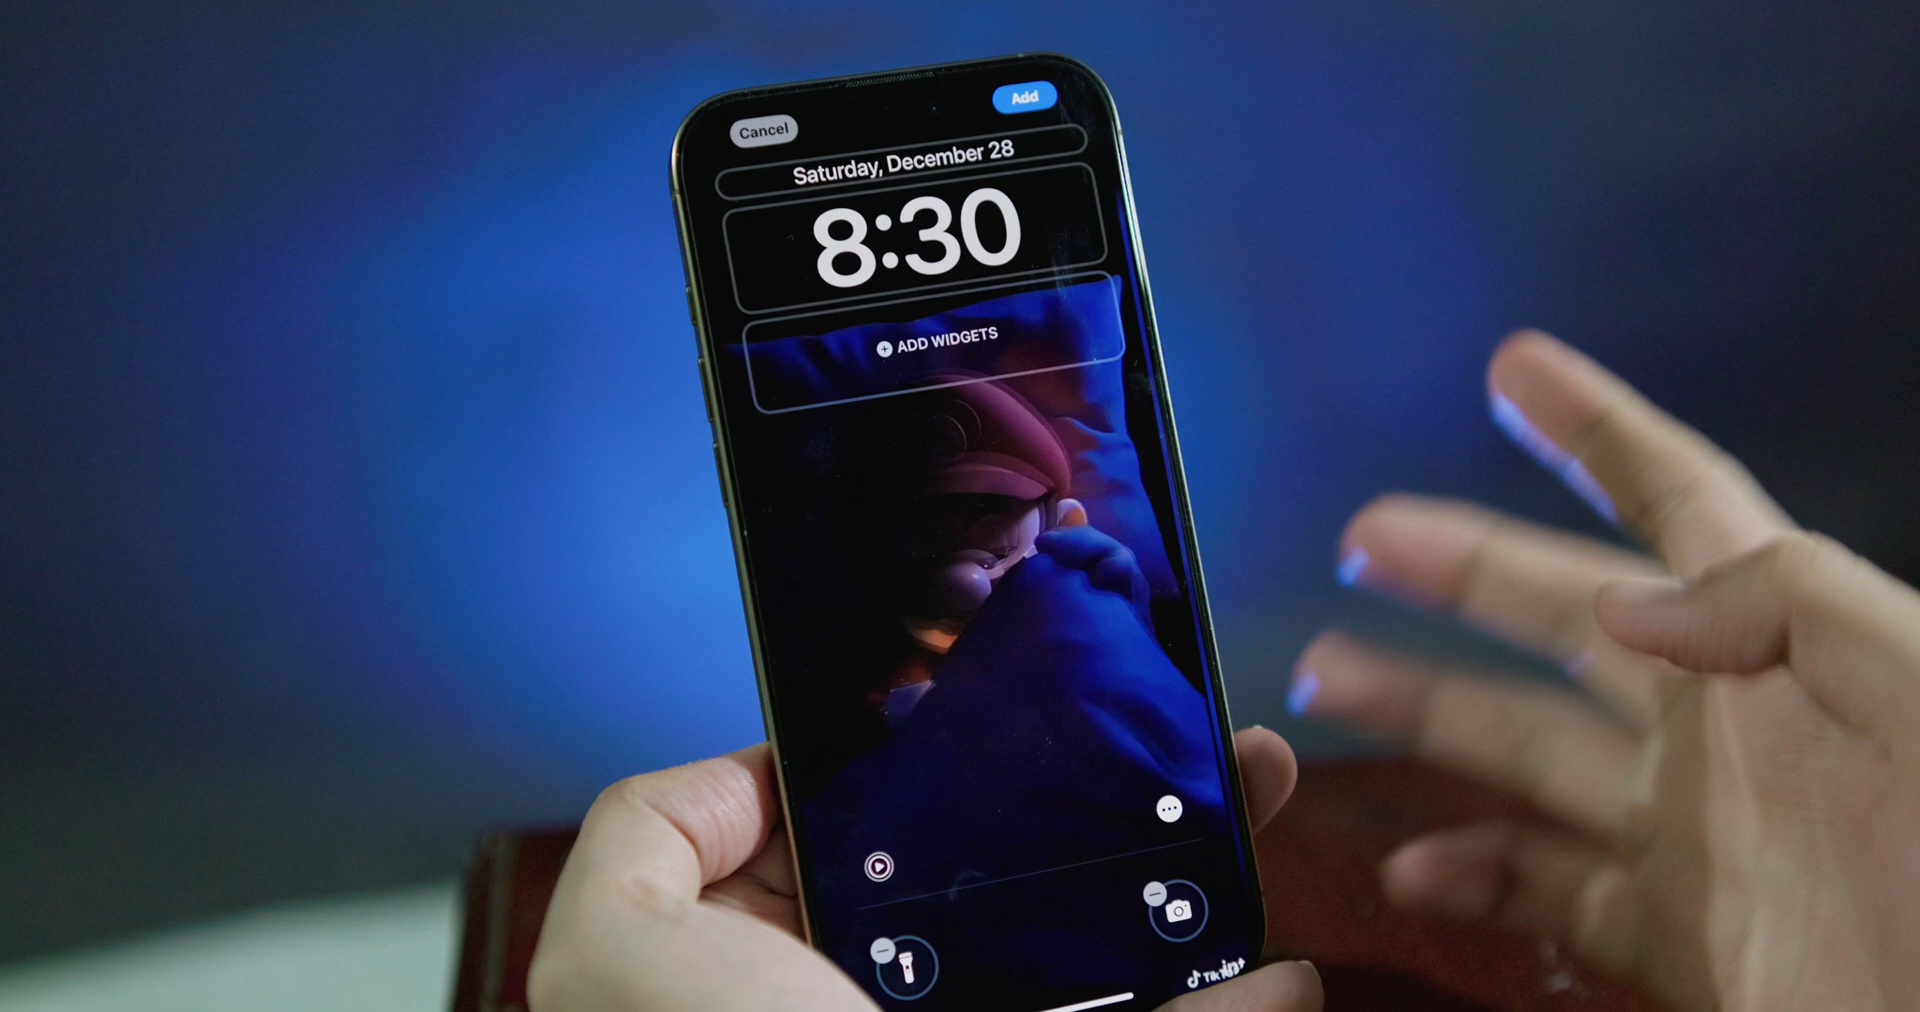 Cancel
Add
Saturday, December 28
8:30
ADD WIDGETS